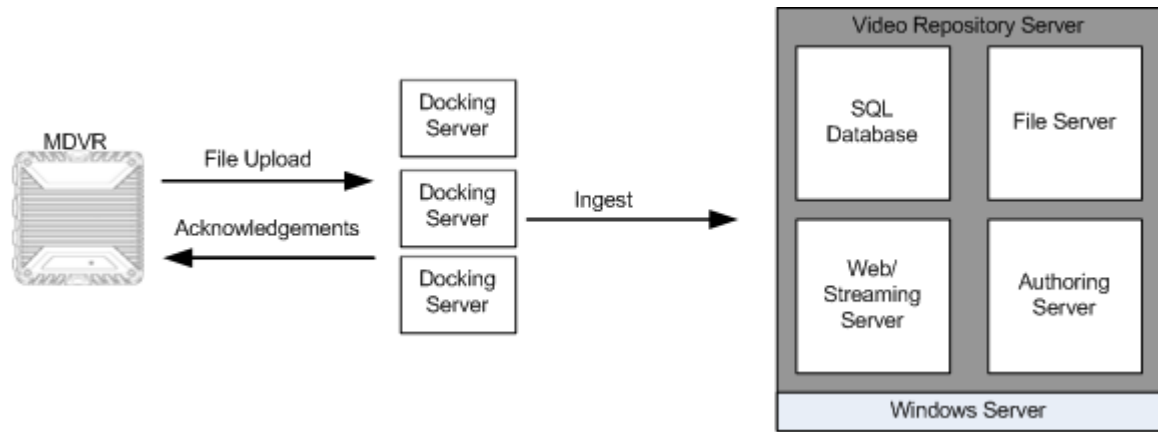 MDVR
File Upload
Acknowledgements
Docking
Server
Docking
Server
Docking
Server
Ingest
Video Repository Server
SQL
Database
File Server
Web/
Streaming
Server
Authoring
Server
Windows Server